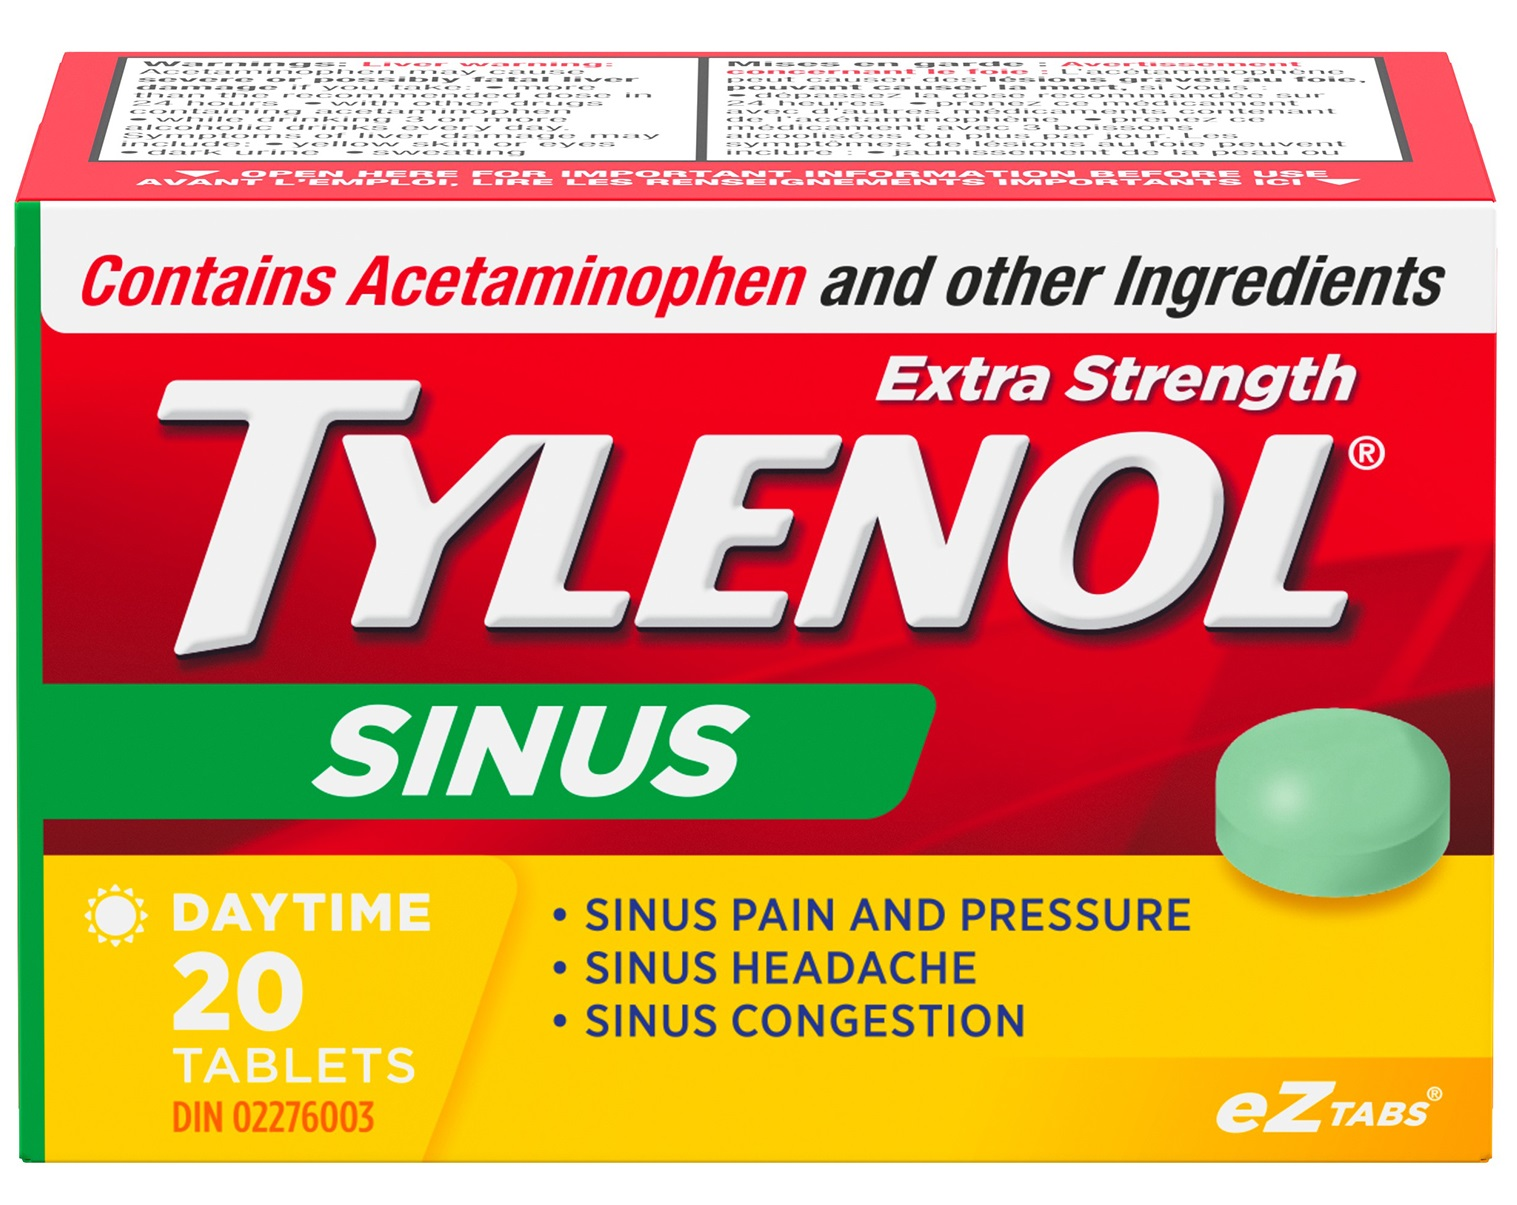 Warnings: Liver warning:
Acetaminophen may cause
severe or possibly fatal liver
damage if you take: • more
than the recommended dose in
24 hours • with other drugs
containing acetaminophen
• while drinking 3 or more
alcoholic drinks every day.
Symptoms of liver damage may
include: • yellow skin or eyes
• dark urine • sweating
Mises en garde : Avertissement
concernant le foie : L'acétaminophène
peut causer des lésions graves au foie,
pouvant causer la mort, si vous :
• dépassez la dose recommandée sur
24 heures • prenez ce médicament
avec d'autres médicaments contenant
de l'acétaminophène • prenez ce
médicament avec 3 boissons
alcoolisées ou plus par jour. Les
symptômes de lésions au foie peuvent
inclure : • jaunissement de la peau ou
OPEN HERE FOR IMPORTANT INFORMATION BEFORE USE
AVANT L'EMPLOI, LIRE LES RENSEIGNEMENTS IMPORTANTS ICI
Contains Acetaminophen and other Ingredients
Extra Strength
TYLENOL®
SINUS
DAYTIME
20
TABLETS
DIN 02276003
• SINUS PAIN AND PRESSURE
• SINUS HEADACHE
• SINUS CONGESTION
eZ TABS®